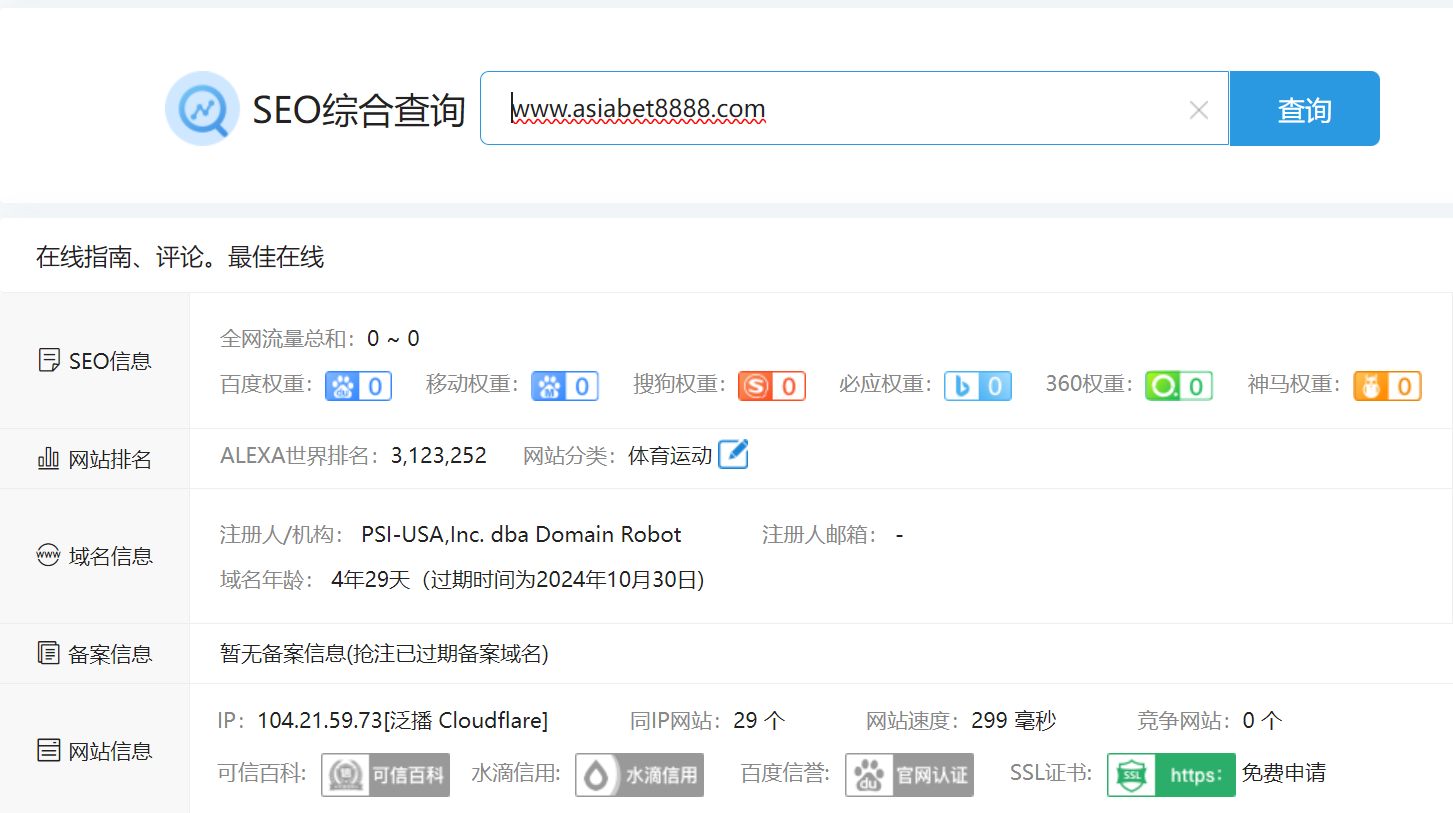 SEO综合查询 www.asiabet8888.com 查询
在线指南、评论。最佳在线
SEO信息
全网流量总和：0 ~ 0
百度权重：du 0 移动权重：M 0 搜狗权重：S 0 必应权重：b 0 360权重：0 神马权重：0
网站排名 ALEXA世界排名：3,123,252 网站分类：体育运动
www 域名信息
注册人/机构： PSI-USA,Inc. dba Domain Robot 注册人邮箱： -
域名年龄： 4年29天（过期时间为2024年10月30日)
备案信息 暂无备案信息(抢注已过期备案域名)
网站信息
IP：104.21.59.73[泛播 Cloudflare] 同IP网站：29 个 网站速度：299 毫秒 竞争网站：0 个
可信百科: 信 可信百科 水滴信用: 水滴信用 百度信誉: du 官网认证 SSL证书: SSL https: 免费申请